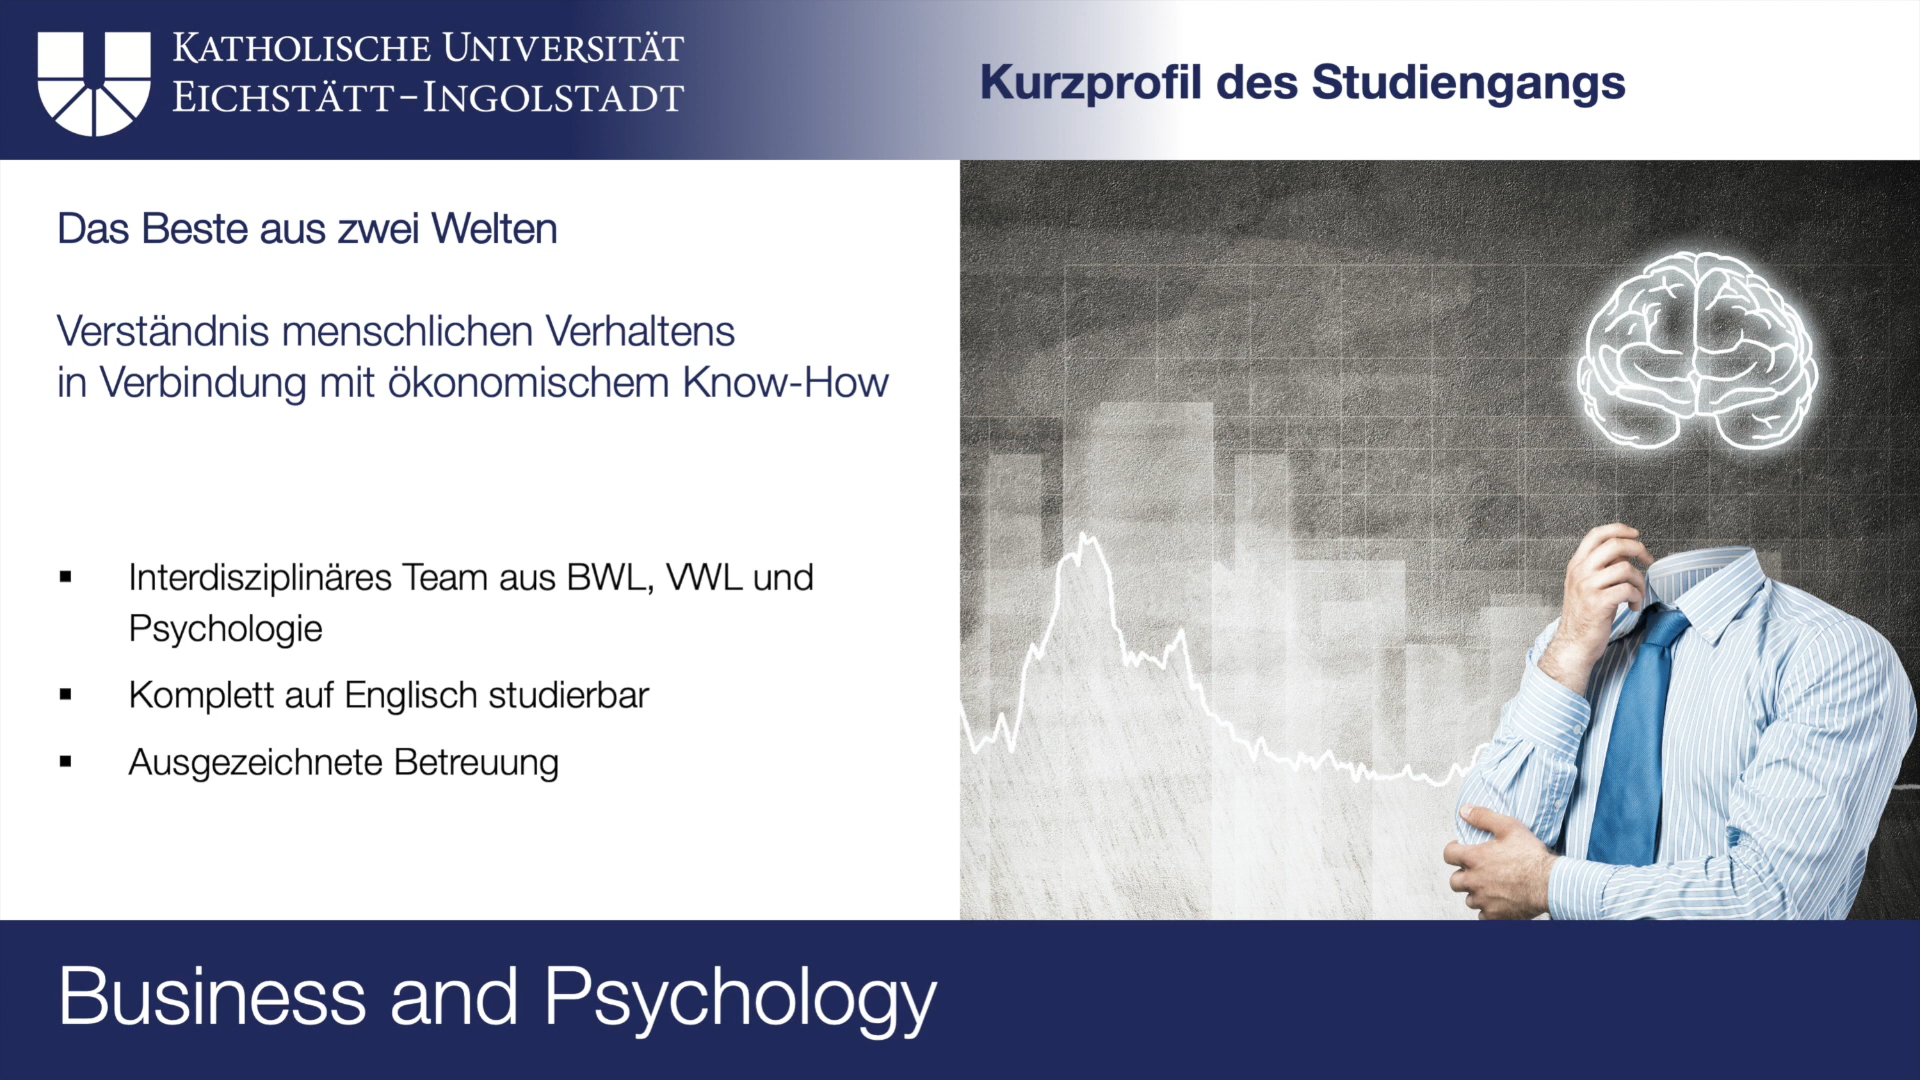 KATHOLISCHE UNIVERSITÄT
EICHSTÄTT-INGOLSTADT
Kurzprofil des Studiengangs
Das Beste aus zwei Welten
Verständnis menschlichen Verhaltens
in Verbindung mit ökonomischem Know-How
▪ Interdisziplinäres Team aus BWL, VWL und
Psychologie
▪ Komplett auf Englisch studierbar
▪ Ausgezeichnete Betreuung
Business and Psychology